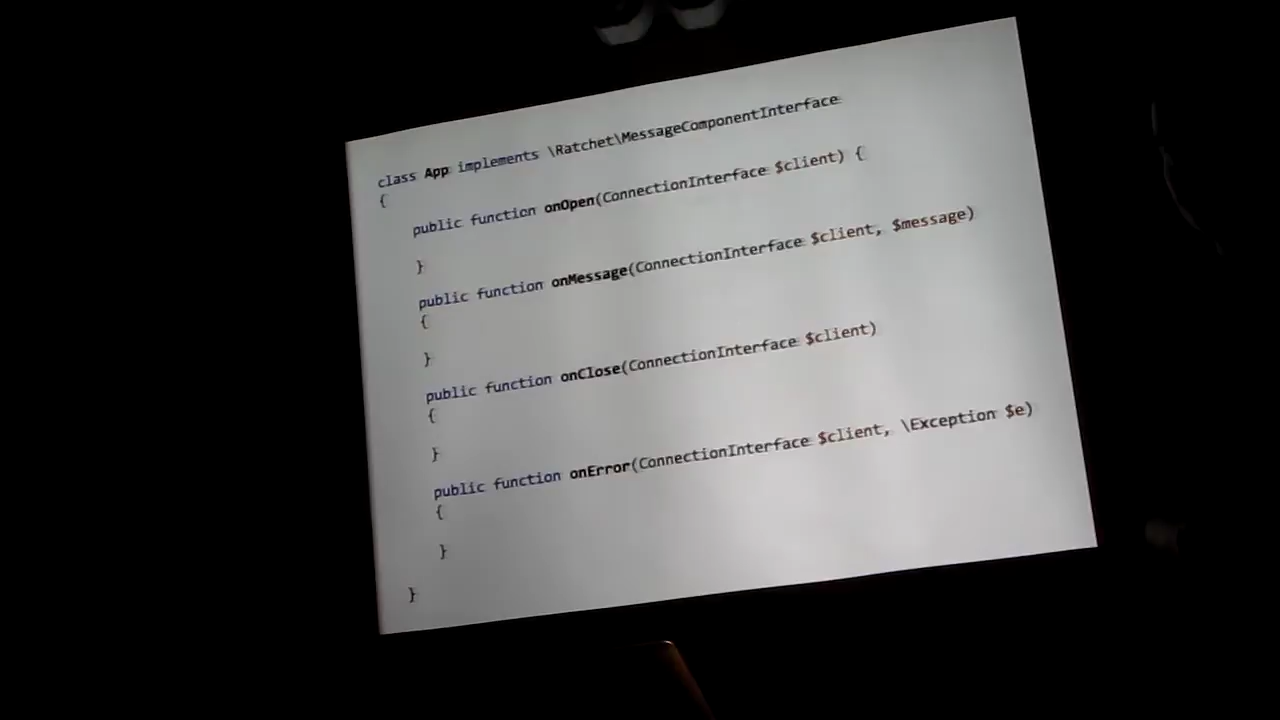 class App implements \Ratchet\MessageComponentInterface
{
public function onOpen(ConnectionInterface $client) {
}
public function onMessage(ConnectionInterface $client, $message)
{
}
public function onClose(ConnectionInterface $client)
{
}
public function onError(ConnectionInterface $client, \Exception $e)
{
}
}